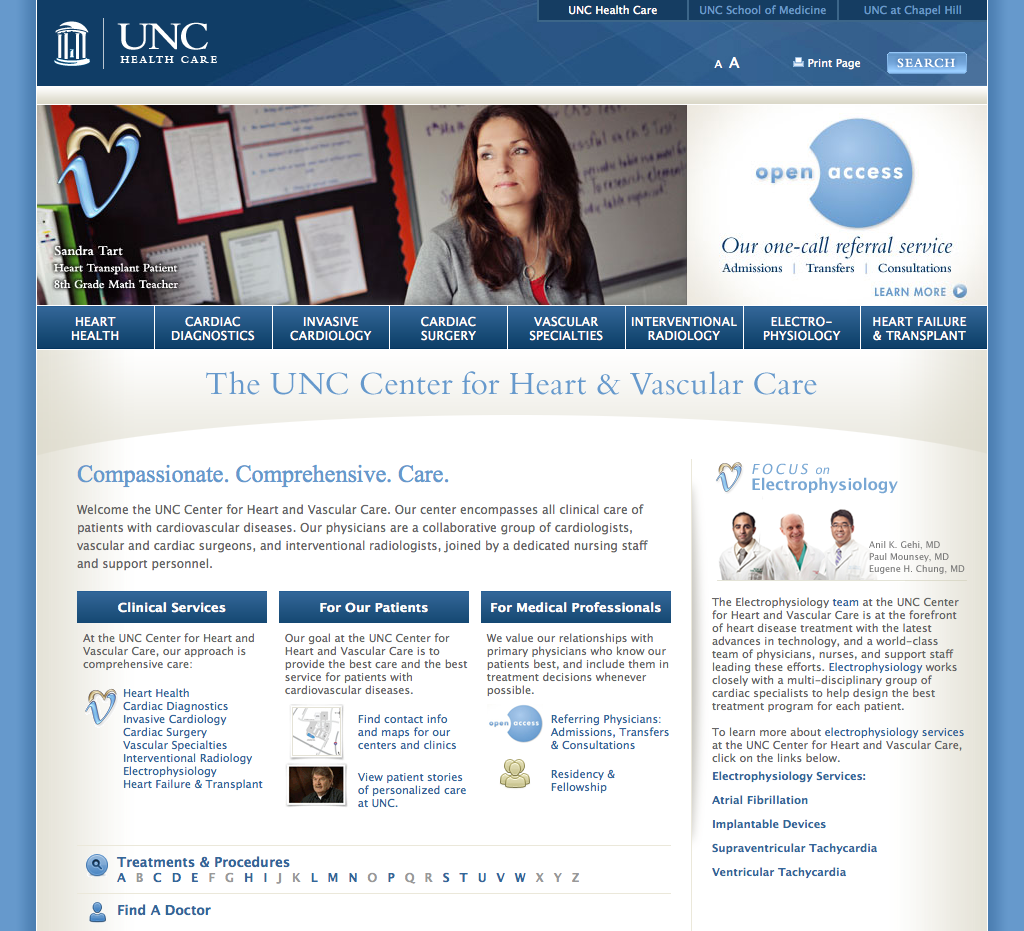 UNC Health Care
UNC School of Medicine
UNC at Chapel Hill
UNC
HEALTH CARE
A A
Print Page
SEARCH
Sandra Tart
Heart Transplant Patient
8th Grade Math Teacher
open access
Our one-call referral service
Admissions | Transfers | Consultations
LEARN MORE
HEART
HEALTH
CARDIAC
DIAGNOSTICS
INVASIVE
CARDIOLOGY
CARDIAC
SURGERY
VASCULAR
SPECIALTIES
INTERVENTIONAL
RADIOLOGY
ELECTRO-
PHYSIOLOGY
HEART FAILURE
& TRANSPLANT
The UNC Center for Heart & Vascular Care
Compassionate. Comprehensive. Care.
Welcome the UNC Center for Heart and Vascular Care. Our center encompasses all clinical care of
patients with cardiovascular diseases. Our physicians are a collaborative group of cardiologists,
vascular and cardiac surgeons, and interventional radiologists, joined by a dedicated nursing staff
and support personnel.
Clinical Services
At the UNC Center for Heart and
Vascular Care, our approach is
comprehensive care:
Heart Health
Cardiac Diagnostics
Invasive Cardiology
Cardiac Surgery
Vascular Specialties
Interventional Radiology
Electrophysiology
Heart Failure & Transplant
For Our Patients
Our goal at the UNC Center for
Heart and Vascular Care is to
provide the best care and the best
service for patients with
cardiovascular diseases.
Find contact info
and maps for our
centers and clinics
View patient stories
of personalized care
at UNC.
For Medical Professionals
We value our relationships with
primary physicians who know our
patients best, and include them in
treatment decisions whenever
possible.
open access
Referring Physicians:
Admissions, Transfers
& Consultations
Residency &
Fellowship
Treatments & Procedures
A B C D E F G H I J K L M N O P Q R S T U V W X Y Z
Find A Doctor
FOCUS on
Electrophysiology
Anil K. Gehi, MD
Paul Mounsey, MD
Eugene H. Chung, MD
The Electrophysiology team at the UNC Center
for Heart and Vascular Care is at the forefront
of heart disease treatment with the latest
advances in technology, and a world-class
team of physicians, nurses, and support staff
leading these efforts. Electrophysiology works
closely with a multi-disciplinary group of
cardiac specialists to help design the best
treatment program for each patient.
To learn more about electrophysiology services
at the UNC Center for Heart and Vascular Care,
click on the links below.
Electrophysiology Services:
Atrial Fibrillation
Implantable Devices
Supraventricular Tachycardia
Ventricular Tachycardia